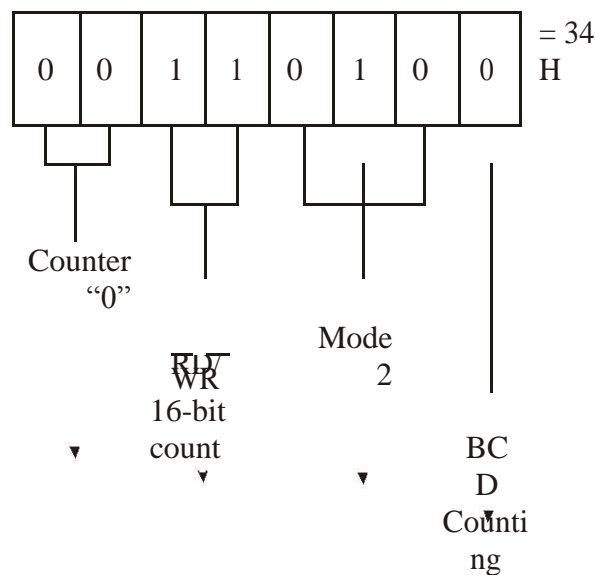 0 0 1 1 0 1 0 0
= 34
H
Counter
“0”
RD/
WR
16-bit
count
Mode
2
BC
D
Counti
ng